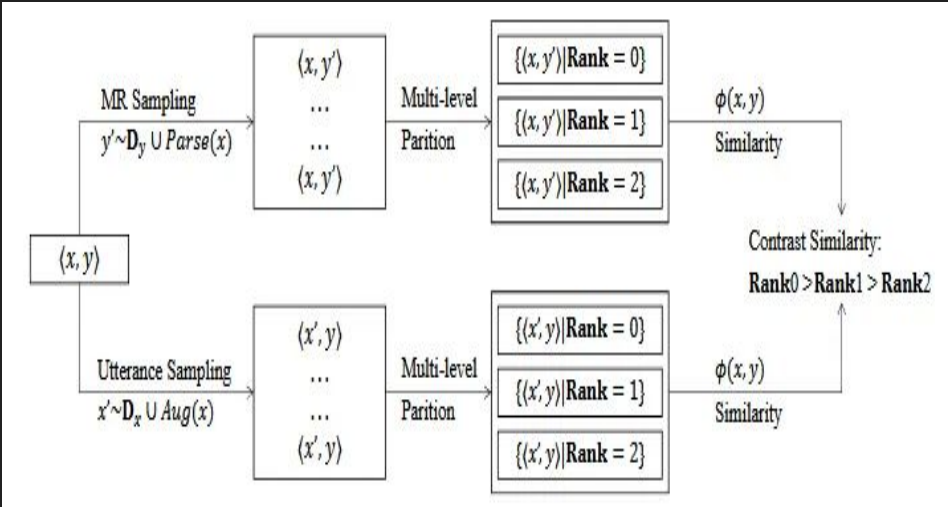 ⟨x, y⟩
MR Sampling
y'~D_y ∪ Parse(x)
⟨x, y'⟩
...
...
⟨x, y'⟩
Multi-level
Parition
{(x, y')|Rank = 0}
{(x, y')|Rank = 1}
{(x, y')|Rank = 2}
ϕ(x, y)
Similarity
Utterance Sampling
x'~D_x ∪ Aug(x)
⟨x', y⟩
...
...
⟨x', y⟩
Multi-level
Parition
{(x', y)|Rank = 0}
{(x', y)|Rank = 1}
{(x', y)|Rank = 2}
ϕ(x, y)
Similarity
Contrast Similarity:
Rank0 >Rank1 > Rank2